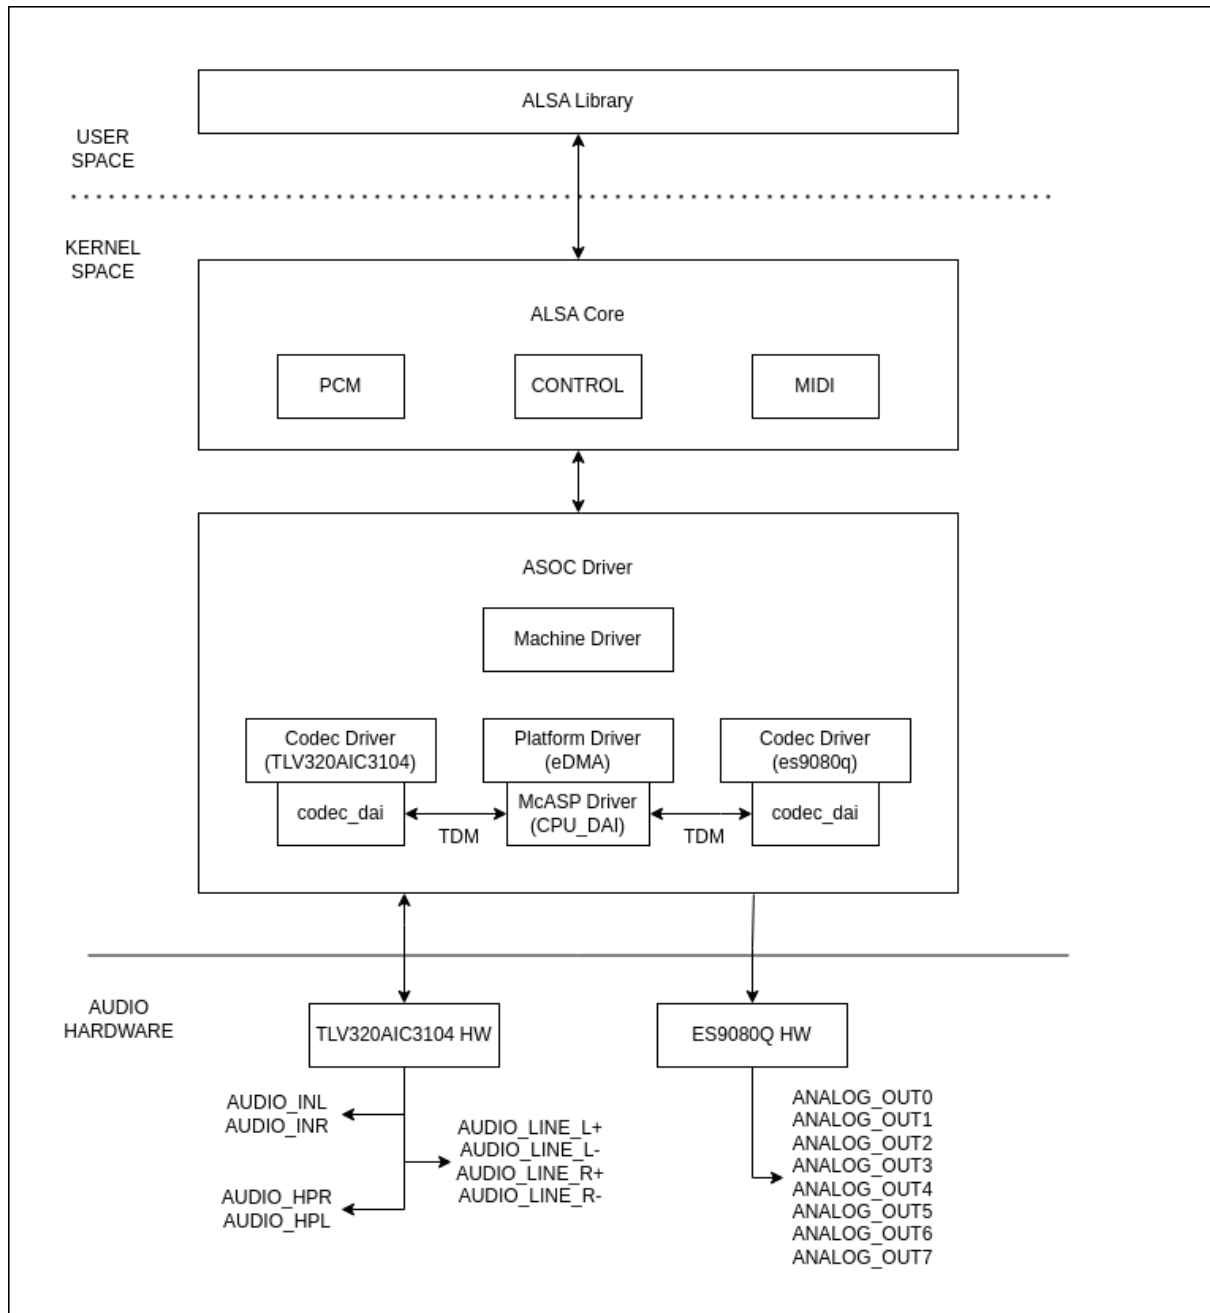 ALSA Library
USER
SPACE
KERNEL
SPACE
ALSA Core
PCM
CONTROL
MIDI
ASOC Driver
Machine Driver
Codec Driver
(TLV320AIC3104)
Platform Driver
(eDMA)
Codec Driver
(es9080q)
codec_dai
TDM
McASP Driver
(CPU_DAI)
TDM
codec_dai
AUDIO
HARDWARE
TLV320AIC3104 HW
ES9080Q HW
AUDIO_INL
AUDIO_INR
AUDIO_LINE_L+
AUDIO_LINE_L-
AUDIO_LINE_R+
AUDIO_LINE_R-
AUDIO_HPR
AUDIO_HPL
ANALOG_OUT0
ANALOG_OUT1
ANALOG_OUT2
ANALOG_OUT3
ANALOG_OUT4
ANALOG_OUT5
ANALOG_OUT6
ANALOG_OUT7